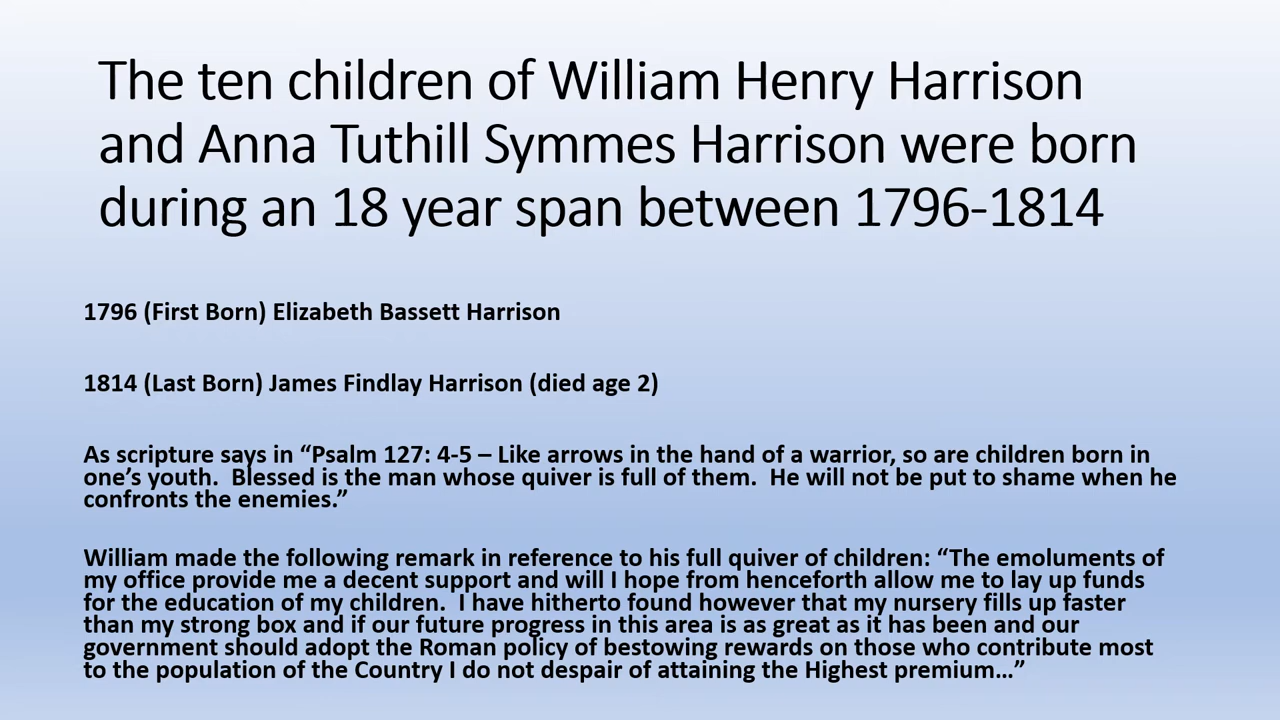 The ten children of William Henry Harrison
and Anna Tuthill Symmes Harrison were born
during an 18 year span between 1796-1814
1796 (First Born) Elizabeth Bassett Harrison
1814 (Last Born) James Findlay Harrison (died age 2)
As scripture says in “Psalm 127: 4-5 – Like arrows in the hand of a warrior, so are children born in
one’s youth.  Blessed is the man whose quiver is full of them.  He will not be put to shame when he
confronts the enemies.”
William made the following remark in reference to his full quiver of children: “The emoluments of
my office provide me a decent support and will I hope from henceforth allow me to lay up funds
for the education of my children.  I have hitherto found however that my nursery fills up faster
than my strong box and if our future progress in this area is as great as it has been and our
government should adopt the Roman policy of bestowing rewards on those who contribute most
to the population of the Country I do not despair of attaining the Highest premium…”